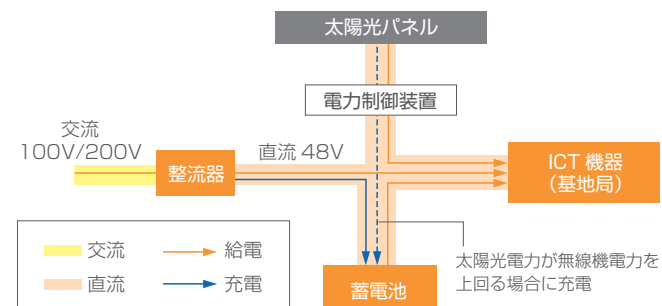 太陽光パネル
電力制御装置
交流
100V/200V
直流 48V
整流器
ICT 機器
（基地局）
交流
給電
直流
充電
蓄電池
太陽光電力が無線機電力を
上回る場合に充電